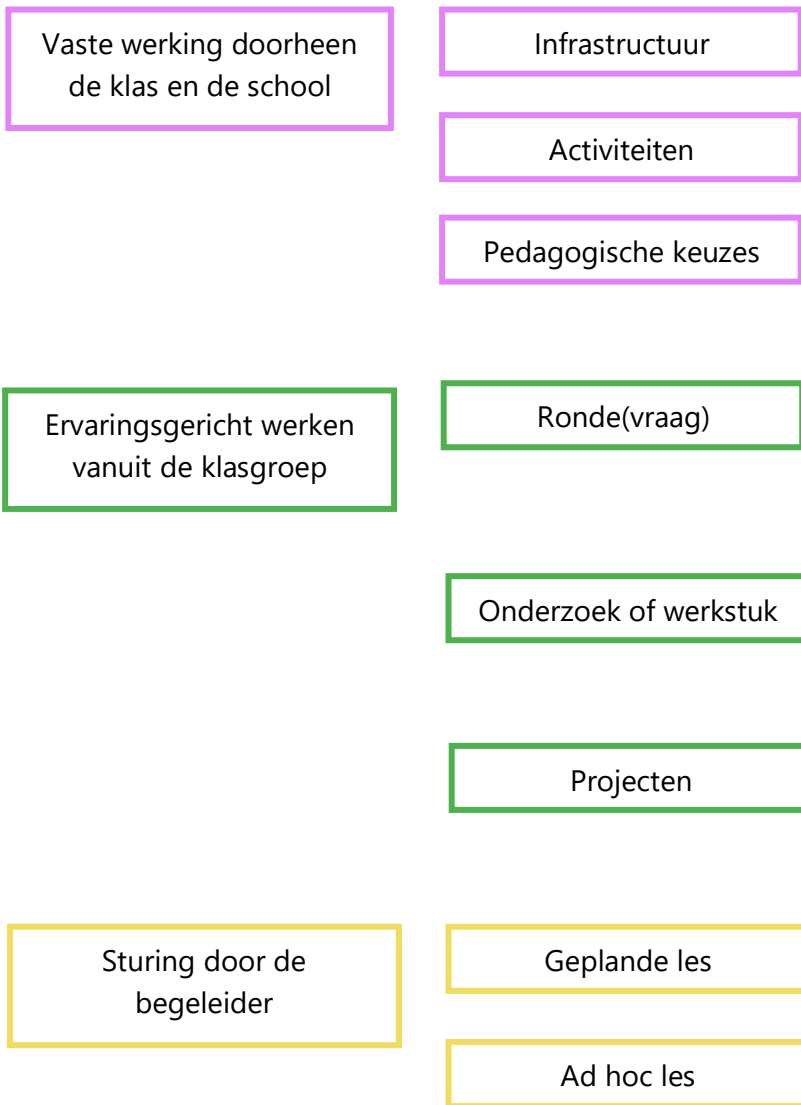 Vaste werking doorheen
de klas en de school
Infrastructuur
Activiteiten
Pedagogische keuzes
Ervaringsgericht werken
vanuit de klasgroep
Ronde(vraag)
Onderzoek of werkstuk
Projecten
Sturing door de
begeleider
Geplande les
Ad hoc les